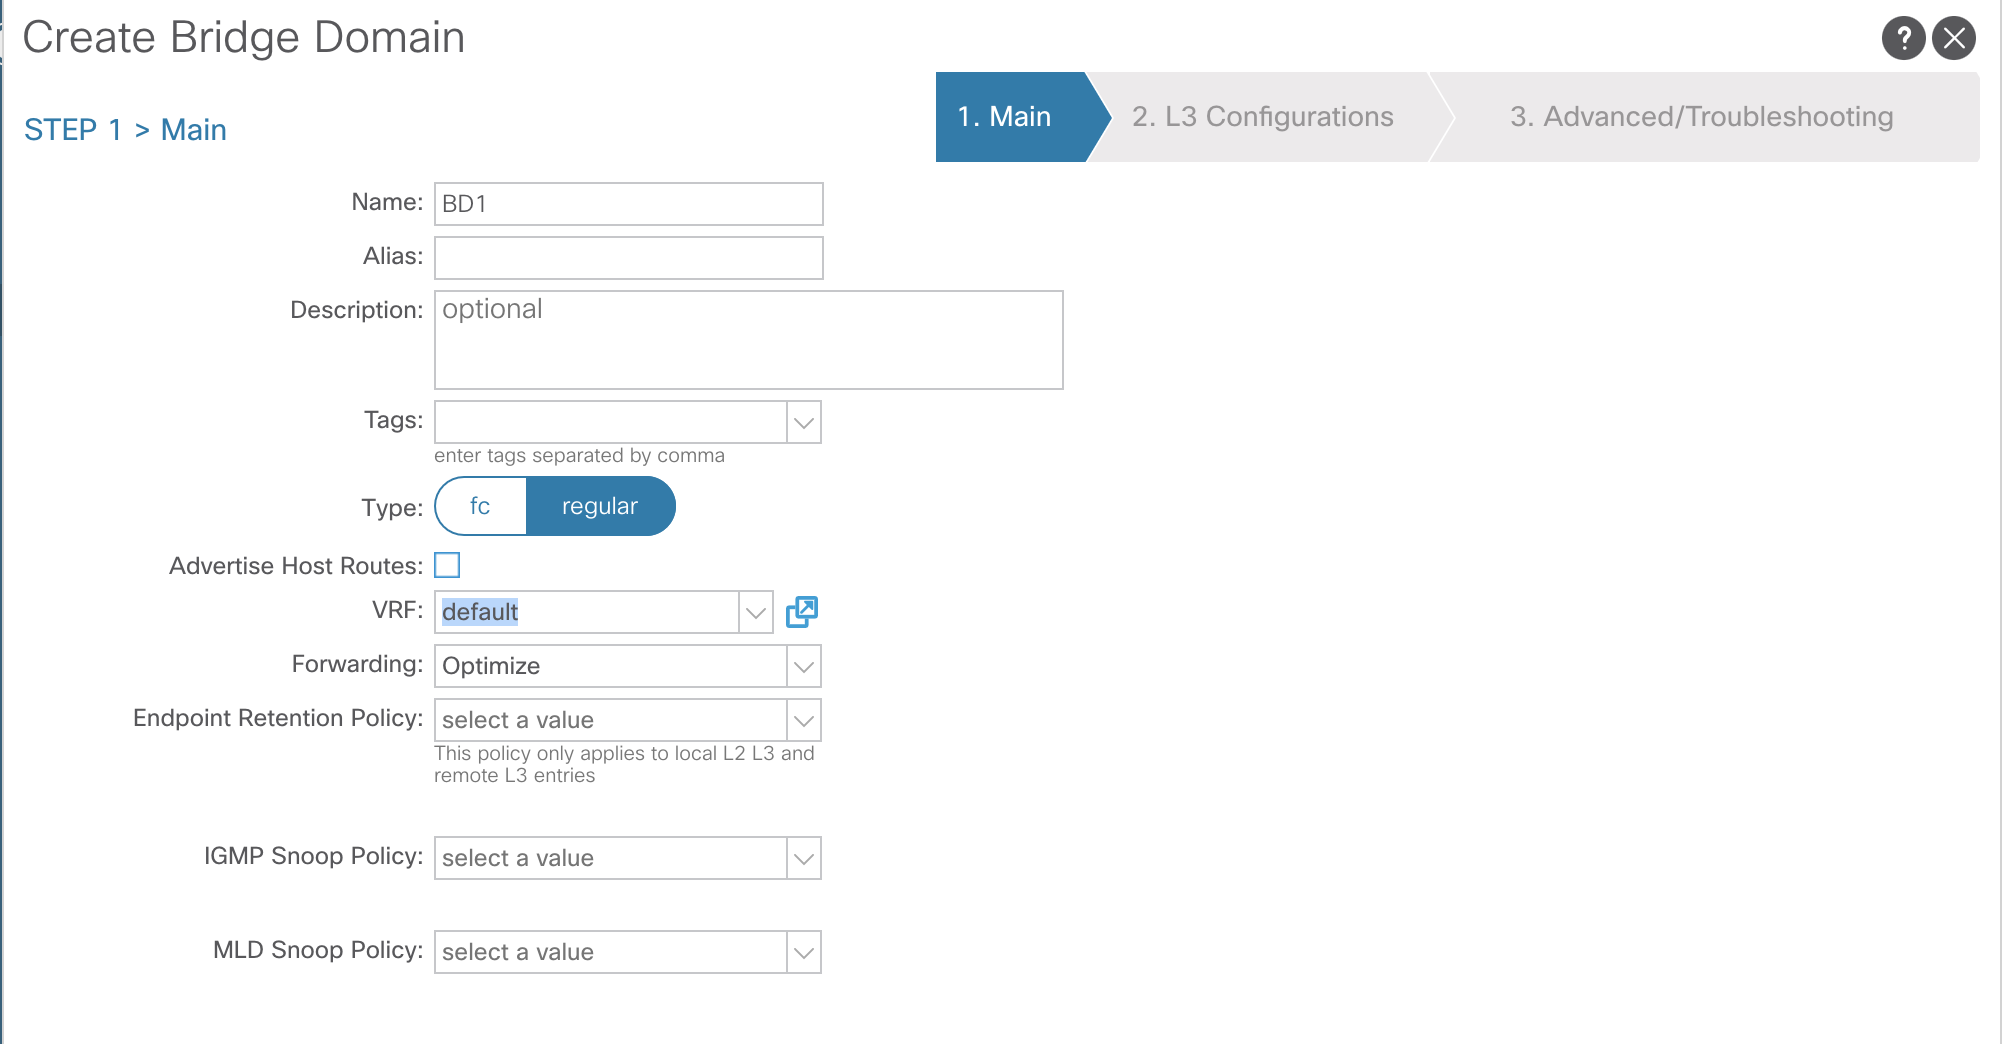 Create Bridge Domain
?
STEP 1 > Main
1. Main
2. L3 Configurations
3. Advanced/Troubleshooting
Name: BD1
Alias:
Description: optional
Tags:
enter tags separated by comma
Type: fc regular
Advertise Host Routes:
VRF: default
Forwarding: Optimize
Endpoint Retention Policy: select a value
This policy only applies to local L2 L3 and
remote L3 entries
IGMP Snoop Policy: select a value
MLD Snoop Policy: select a value